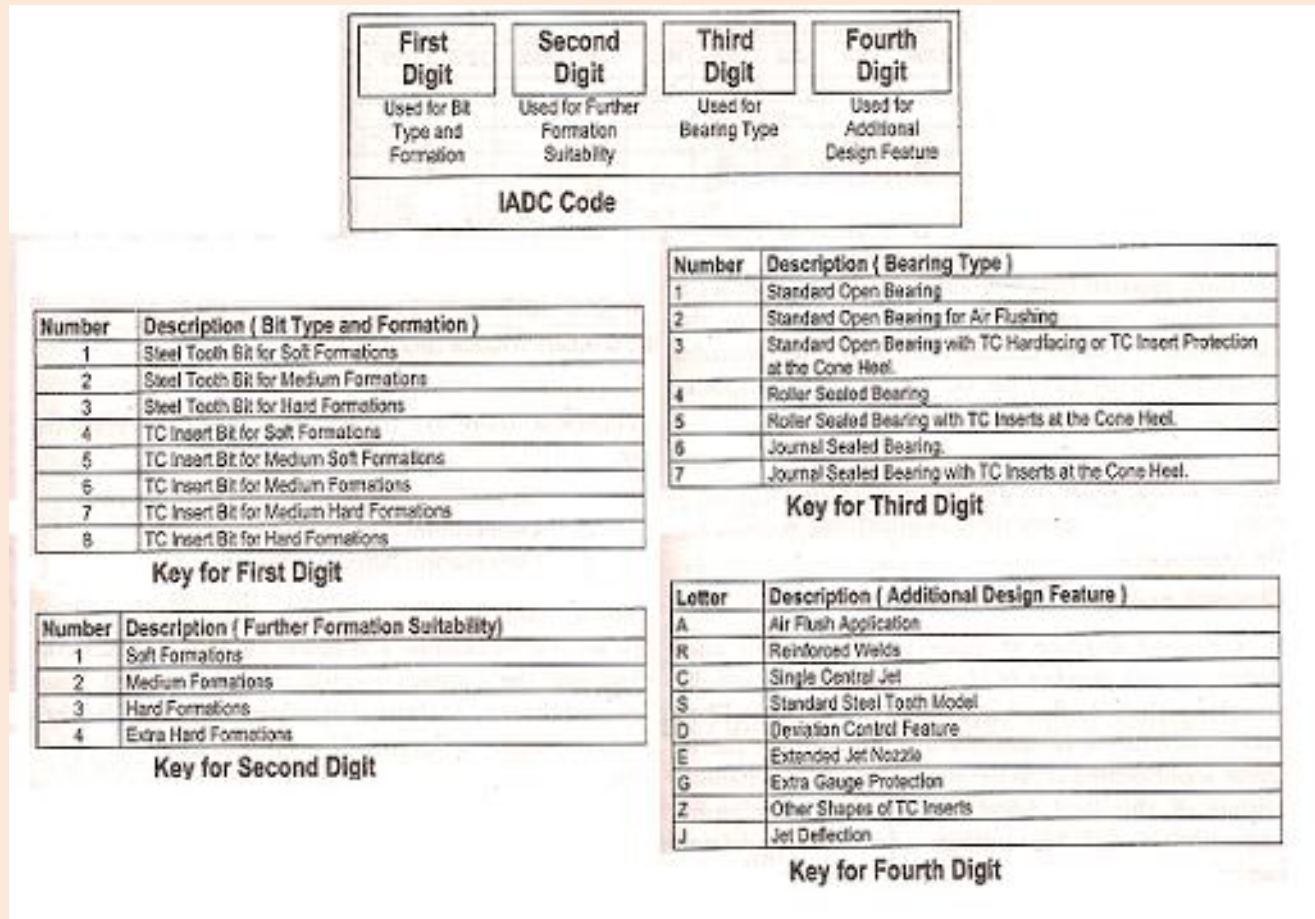 First Digit
Second Digit
Third Digit
Fourth Digit
Used for Bit Type and Formation
Used for Further Formation Suitability
Used for Bearing Type
Used for Additional Design Feature
IADC Code
Number Description ( Bit Type and Formation )
1 Steel Tooth Bit for Soft Formations
2 Steel Tooth Bit for Medium Formations
3 Steel Tooth Bit for Hard Formations
4 TC Insert Bit for Soft Formations
5 TC Insert Bit for Medium Soft Formations
6 TC Insert Bit for Medium Formations
7 TC Insert Bit for Medium Hard Formations
8 TC Insert Bit for Hard Formations
Key for First Digit
Number Description ( Further Formation Suitability)
1 Soft Formations
2 Medium Formations
3 Hard Formations
4 Extra Hard Formations
Key for Second Digit
Number Description ( Bearing Type )
1 Standard Open Bearing
2 Standard Open Bearing for Air Flushing
3 Standard Open Bearing with TC Hardfacing or TC Insert Protection
at the Cone Heel.
4 Roller Sealed Bearing
5 Roller Sealed Bearing with TC Inserts at the Cone Heel.
6 Journal Sealed Bearing.
7 Journal Sealed Bearing with TC Inserts at the Cone Heel.
Key for Third Digit
Letter Description ( Additional Design Feature )
A Air Flush Application
R Reinforced Welds
C Single Central Jet
S Standard Steel Tooth Model
D Deviation Control Feature
E Extended Jet Nozzle
G Extra Gauge Protection
Z Other Shapes of TC Inserts
J Jet Deflection
Key for Fourth Digit